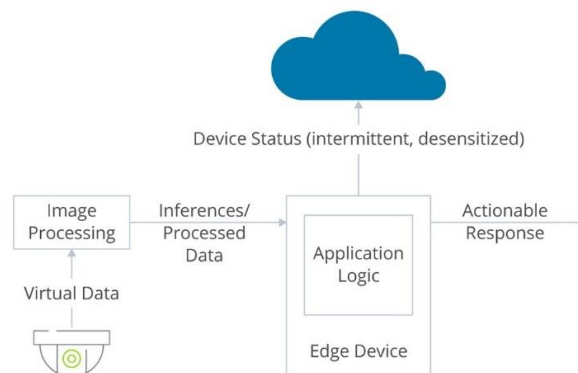 Device Status (intermittent, desensitized)
Image
Processing
Inferences/
Processed
Data
Actionable
Response
Application
Logic
Virtual Data
Edge Device